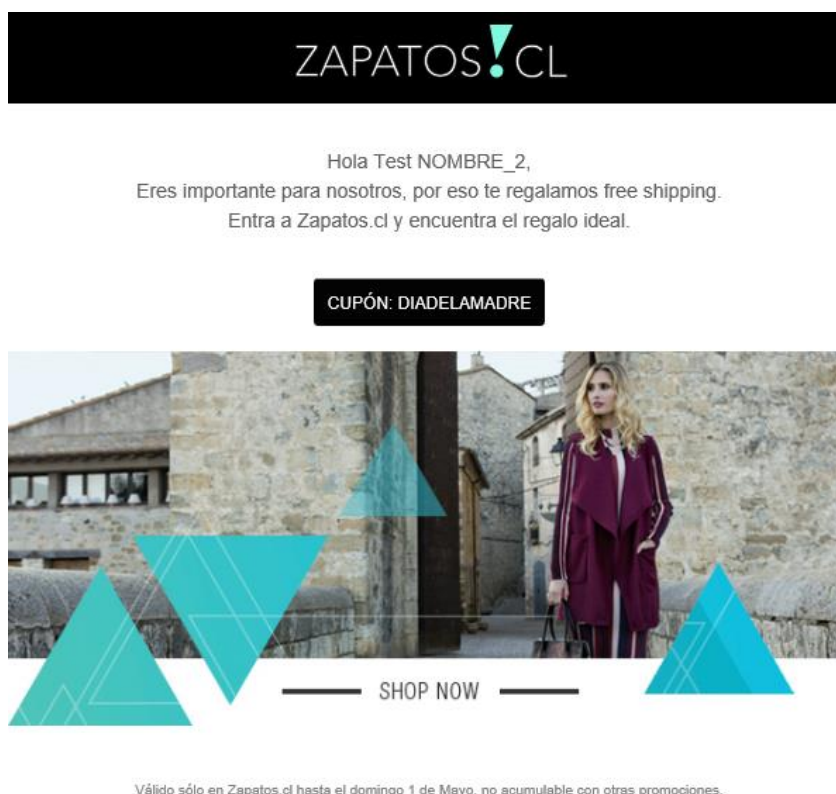 ZAPATOS!CL
Hola Test NOMBRE_2,
Eres importante para nosotros, por eso te regalamos free shipping.
Entra a Zapatos.cl y encuentra el regalo ideal.
CUPÓN: DIADELAMADRE
SHOP NOW
Válido sólo en Zapatos.cl hasta el domingo 1 de Mayo, no acumulable con otras promociones.